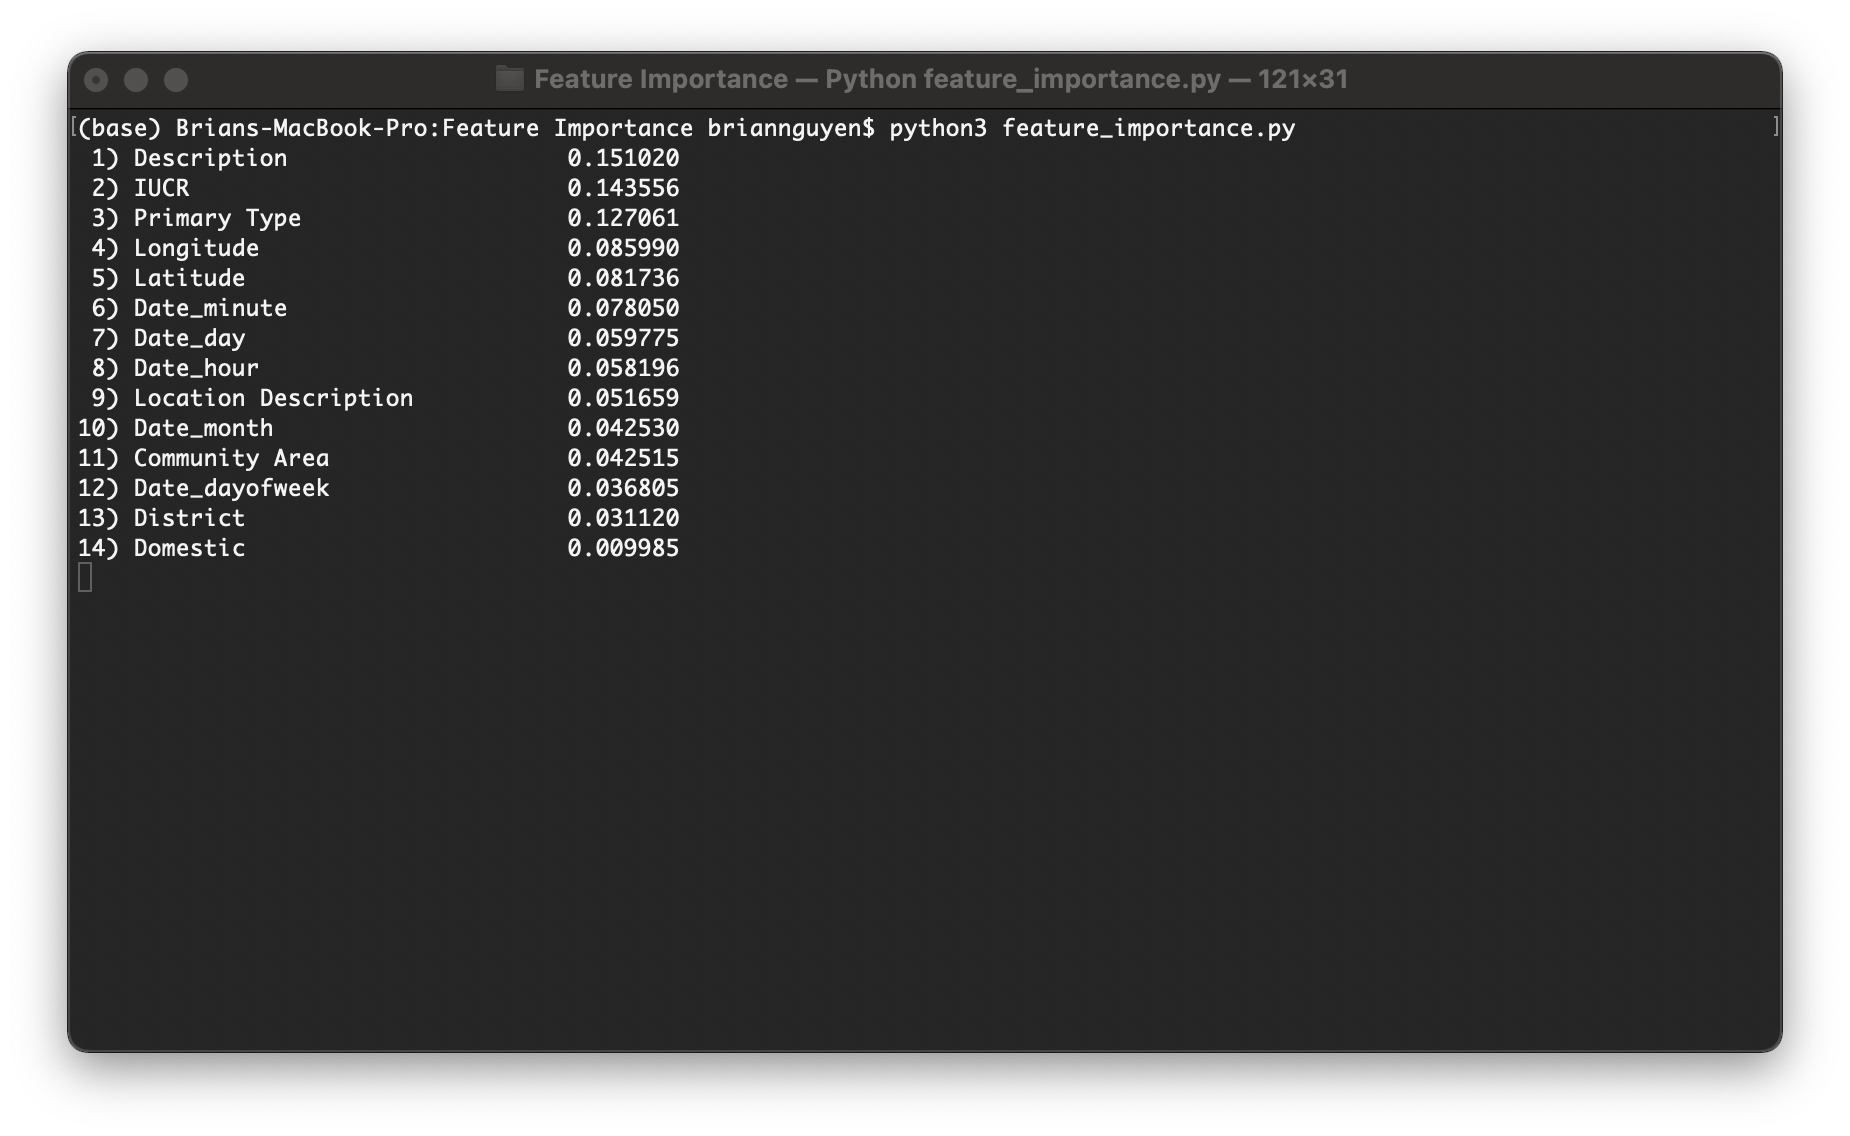 Feature Importance — Python feature_importance.py — 121×31
(base) Brians-MacBook-Pro:Feature Importance briannguyen$ python3 feature_importance.py
1) Description 0.151020
2) IUCR 0.143556
3) Primary Type 0.127061
4) Longitude 0.085990
5) Latitude 0.081736
6) Date_minute 0.078050
7) Date_day 0.059775
8) Date_hour 0.058196
9) Location Description 0.051659
10) Date_month 0.042530
11) Community Area 0.042515
12) Date_dayofweek 0.036805
13) District 0.031120
14) Domestic 0.009985